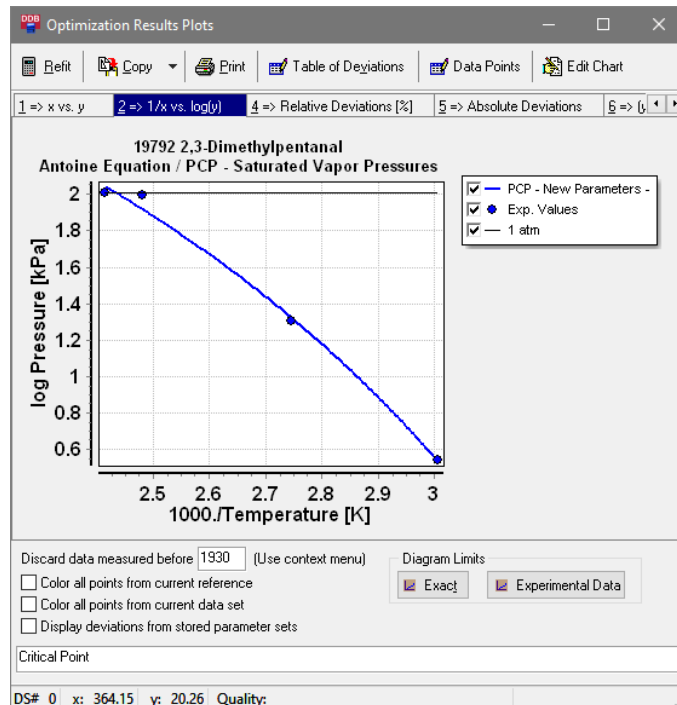 DDB Optimization Results Plots
Refit Copy Print Table of Deviations Data Points Edit Chart
1 => x vs. y 2 => 1/x vs. log(y) 4 => Relative Deviations [%] 5 => Absolute Deviations 6 => (y
19792 2,3-Dimethylpentanal
Antoine Equation / PCP - Saturated Vapor Pressures
PCP - New Parameters -
Exp. Values
1 atm
log Pressure [kPa]
2
1.8
1.6
1.4
1.2
1
0.8
0.6
2.5 2.6 2.7 2.8 2.9 3
1000./Temperature [K]
Discard data measured before 1930 (Use context menu) Diagram Limits
Color all points from current reference Exact Experimental Data
Color all points from current data set
Display deviations from stored parameter sets
Critical Point
DS# 0 x: 364.15 y: 20.26 Quality: